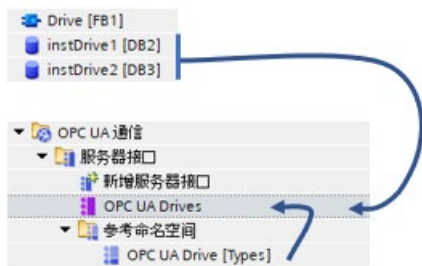 Drive [FB1]
instDrive1 [DB2]
instDrive2 [DB3]
OPC UA 通信
服务器接口
新增服务器接口
OPC UA Drives
参考命名空间
OPC UA Drive [Types]